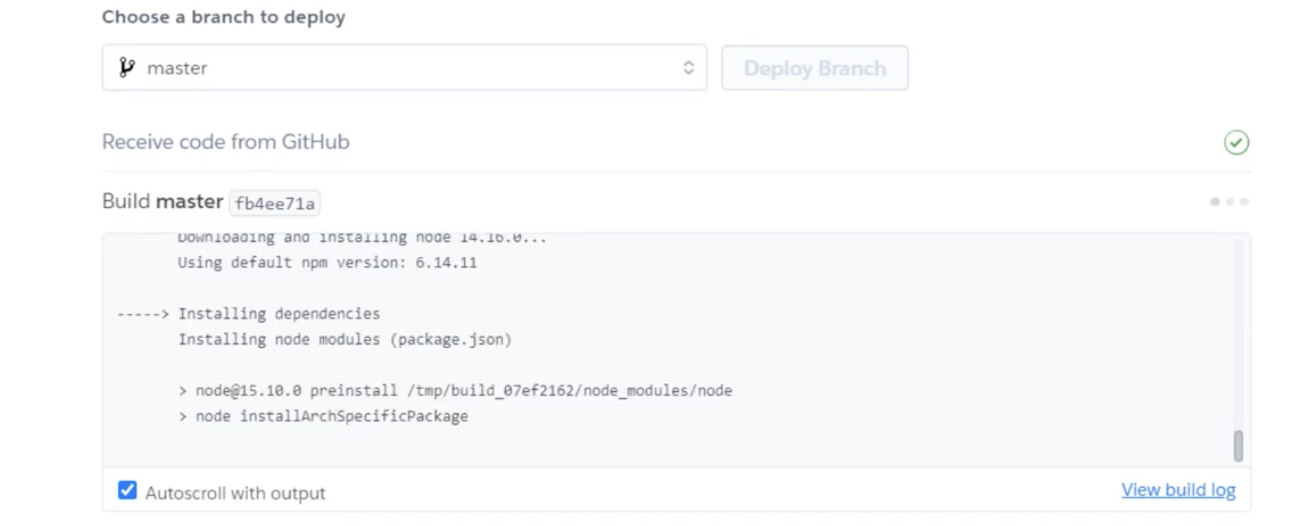 Choose a branch to deploy
master
Deploy Branch
Receive code from GitHub
Build master fb4ee71a
Downloading and installing node 14.16.0...
Using default npm version: 6.14.11
-----> Installing dependencies
Installing node modules (package.json)
> node@15.10.0 preinstall /tmp/build_07ef2162/node_modules/node
> node installArchSpecificPackage
Autoscroll with output
View build log